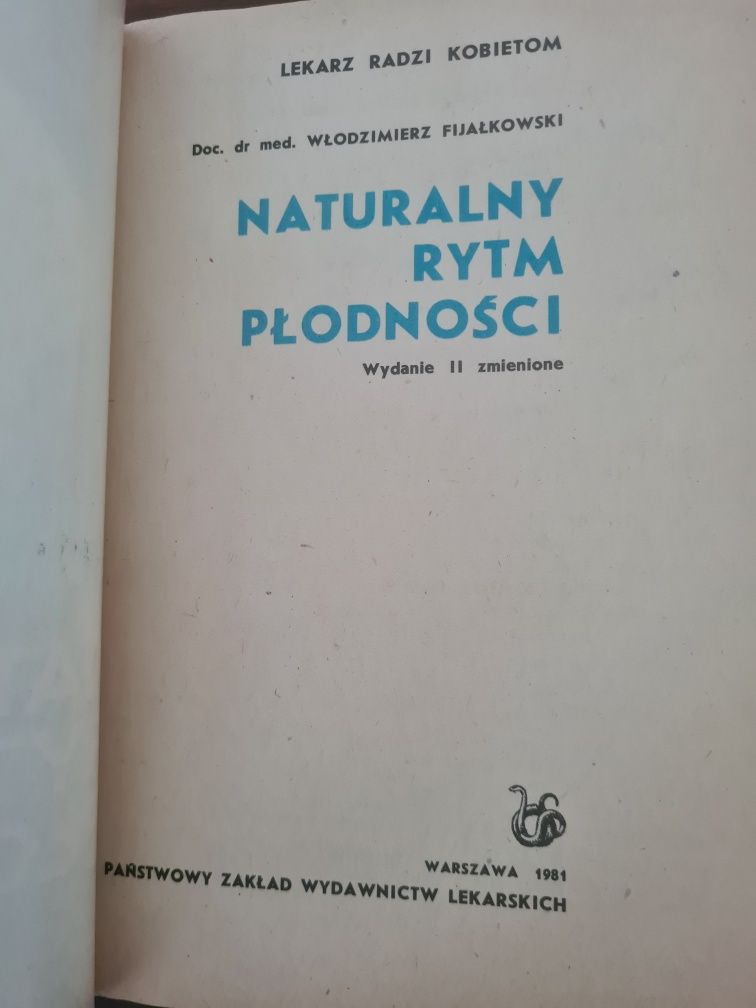 LEKARZ RADZI KOBIETOM
Doc. dr med. WŁODZIMIERZ FIJAŁKOWSKI
NATURALNY
RYTM
PŁODNOŚCI
Wydanie II zmienione
WARSZAWA 1981
PAŃSTWOWY ZAKŁAD WYDAWNICTW LEKARSKICH